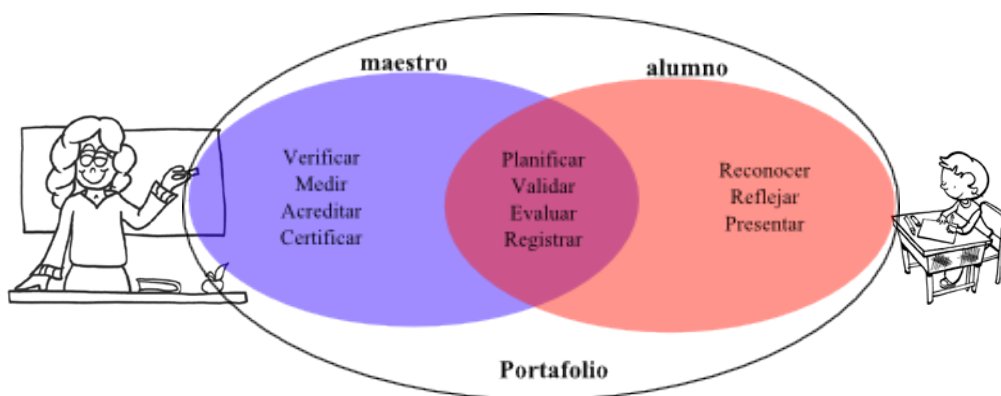 maestro
alumno
Verificar
Medir
Acreditar
Certificar
Planificar
Validar
Evaluar
Registrar
Reconocer
Reflejar
Presentar
Portafolio